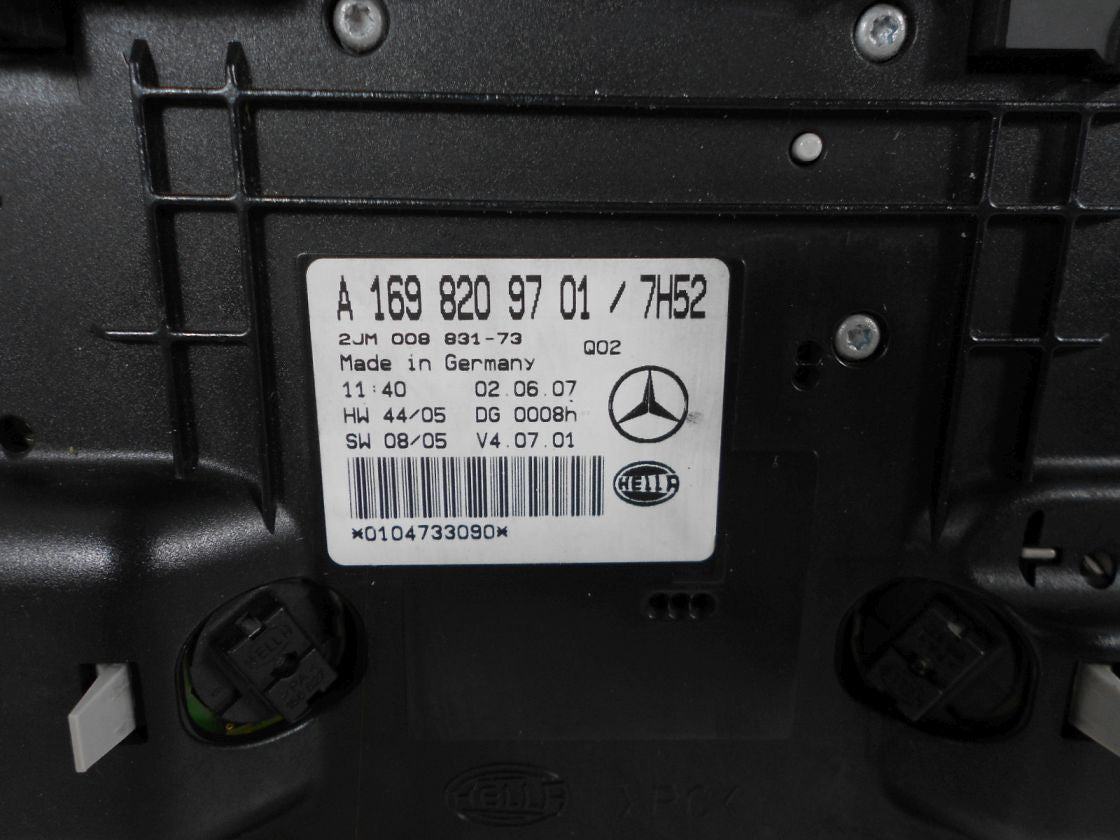 A 169 820 97 01 / 7H52
2JM 008 831-73
Q02
Made in Germany
11:40 02.06.07
HW 44/05 DG 0008h
SW 08/05 V4.07.01
HELLA
*0104733090*
HELLA
HELLA